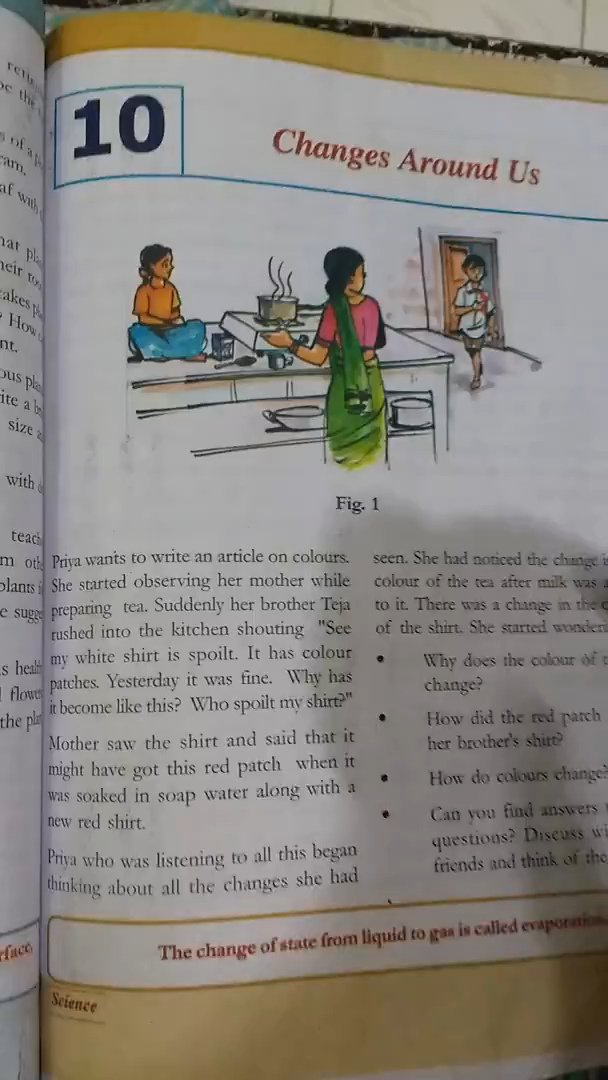 10
Changes Around Us
Fig. 1
Priya wants to write an article on colours.
She started observing her mother while
preparing tea. Suddenly her brother Teja
rushed into the kitchen shouting "See
my white shirt is spoilt. It has colour
patches. Yesterday it was fine. Why has
it become like this? Who spoilt my shirt?"
Mother saw the shirt and said that it
might have got this red patch when it
was soaked in soap water along with a
new red shirt.
Priya who was listening to all this began
thinking about all the changes she had
seen. She had noticed the change
colour of the tea after milk was
to it. There was a change in the
of the shirt. She started
• Why does the colour of
change?
• How did the red patch
her brother's shirt?
• How do colours change?
• Can you find answers
questions? Discuss
friends and think of the
The change of state from liquid to gas is called
Science